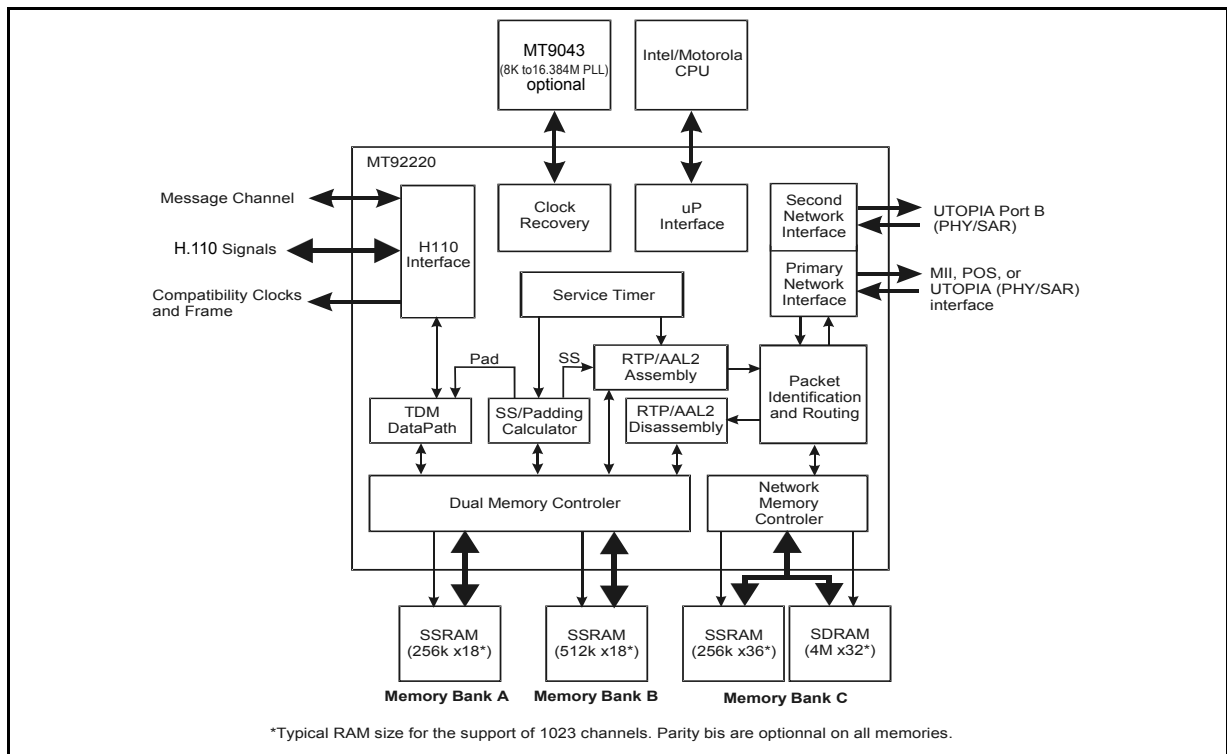 MT9043
(8K to16.384M PLL)
optional
Intel/Motorola
CPU
MT92220
Message Channel
H.110 Signals
Compatibility Clocks
and Frame
H110
Interface
Clock
Recovery
uP
Interface
Second
Network
Interface
Primary
Network
Interface
UTOPIA Port B
(PHY/SAR)
MII, POS, or
UTOPIA (PHY/SAR)
interface
Service Timer
Pad
SS
RTP/AAL2
Assembly
Packet
Identification
and Routing
TDM
DataPath
SS/Padding
Calculator
RTP/AAL2
Disassembly
Dual Memory Controler
Network
Memory
Controler
SSRAM
(256k x18*)
SSRAM
(512k x18*)
SSRAM
(256k x36*)
SDRAM
(4M x32*)
Memory Bank A
Memory Bank B
Memory Bank C
*Typical RAM size for the support of 1023 channels. Parity bis are optionnal on all memories.